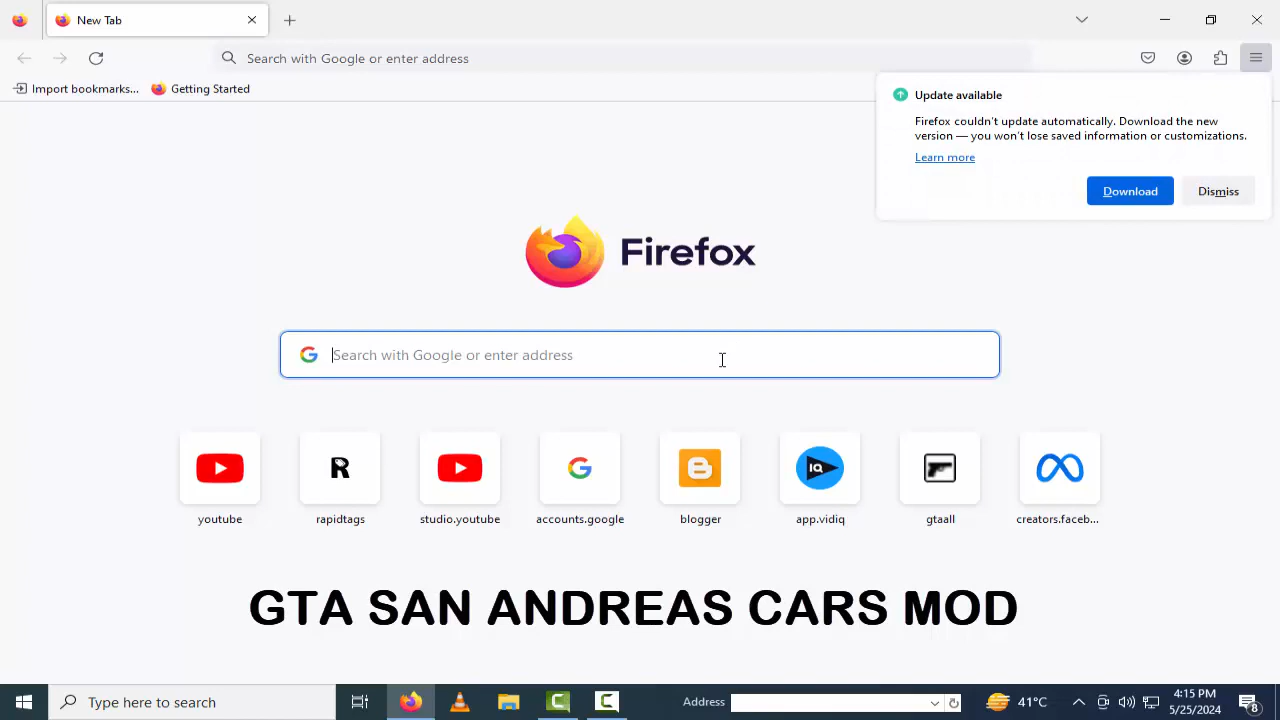 New Tab
Search with Google or enter address
Import bookmarks...
Getting Started
Update available
Firefox couldn't update automatically. Download the new
version — you won't lose saved information or customizations.
Learn more
Download
Dismiss
Firefox
Search with Google or enter address
youtube
R
rapidtags
studio.youtube
accounts.google
blogger
IQ
app.vidiq
gtaall
creators.faceb...
GTA SAN ANDREAS CARS MOD
Type here to search
Address
41°C
4:15 PM
5/25/2024
8